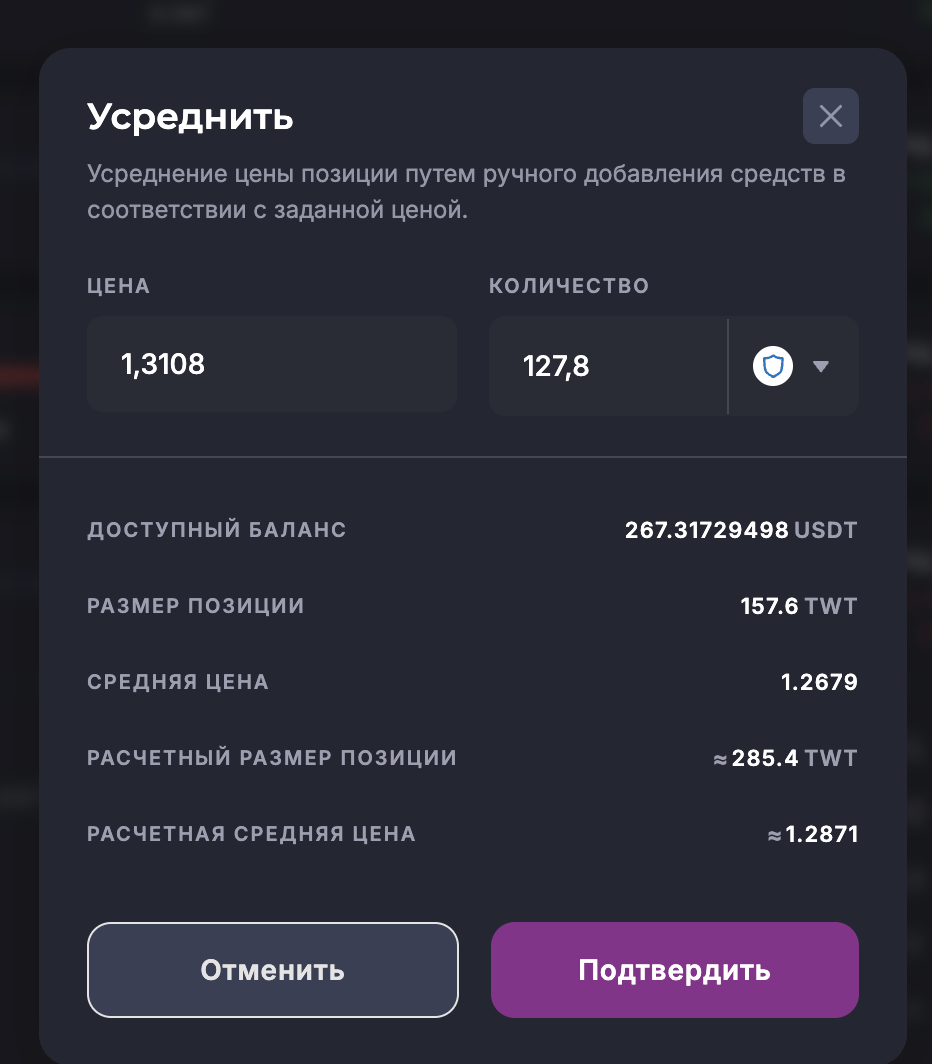 Усреднить
Усреднение цены позиции путем ручного добавления средств в
соответствии с заданной ценой.
ЦЕНА
КОЛИЧЕСТВО
1,3108
127,8
ДОСТУПНЫЙ БАЛАНС 267.31729498 USDT
РАЗМЕР ПОЗИЦИИ 157.6 TWT
СРЕДНЯЯ ЦЕНА 1.2679
РАСЧЕТНЫЙ РАЗМЕР ПОЗИЦИИ ≈ 285.4 TWT
РАСЧЕТНАЯ СРЕДНЯЯ ЦЕНА ≈ 1.2871
Отменить
Подтвердить